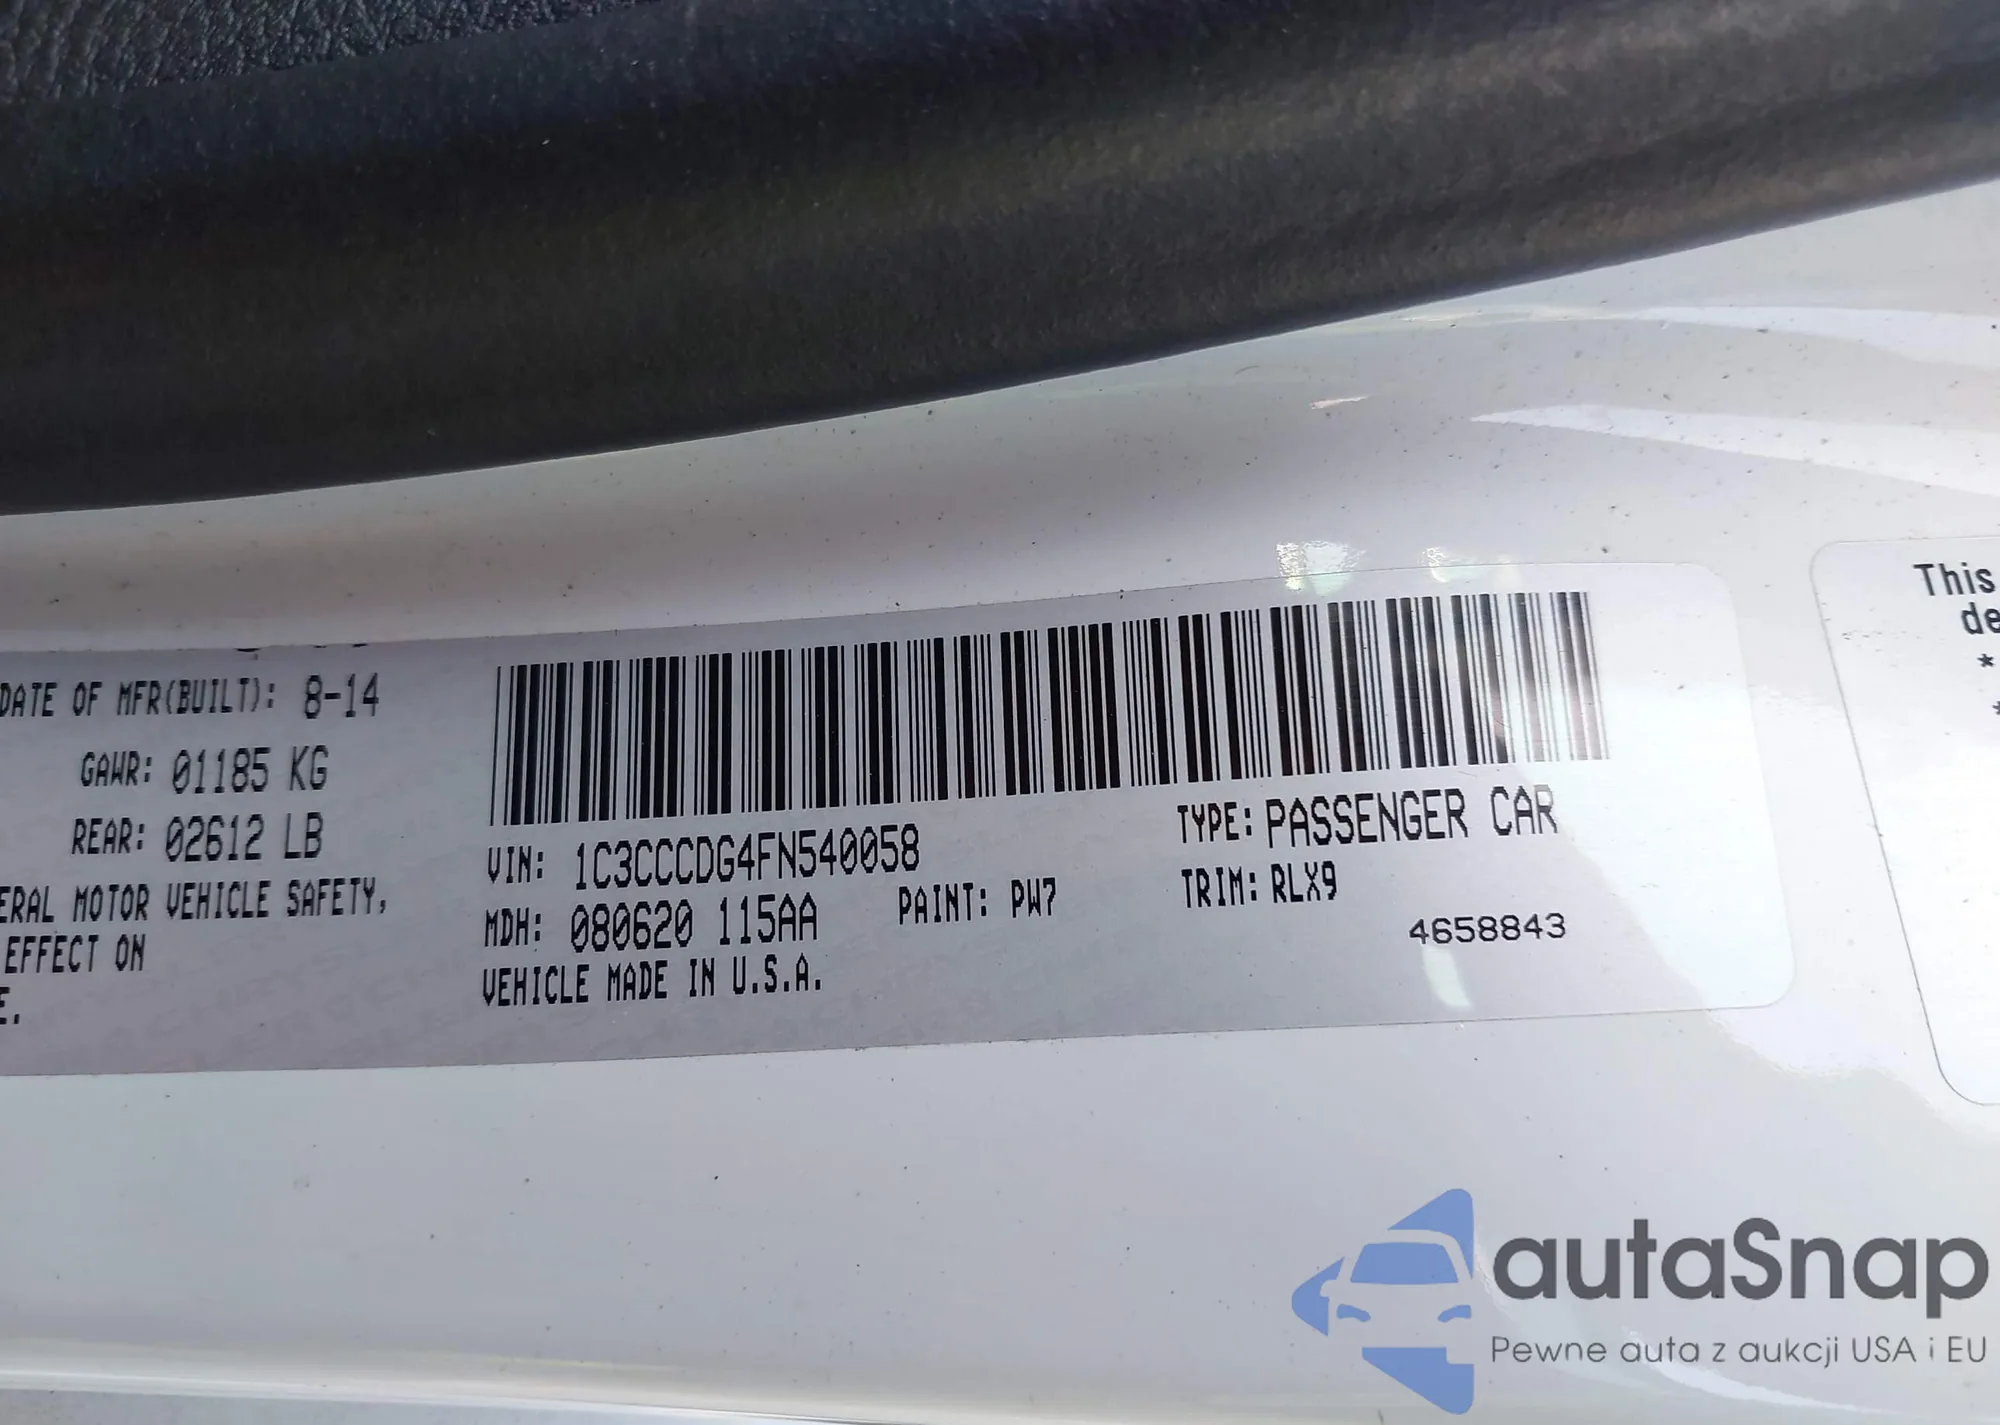 DATE OF MFR(BUILT): 8-14
GAWR: 01185 KG
REAR: 02612 LB
ERAL MOTOR VEHICLE SAFETY,
EFFECT ON
E.
VIN: 1C3CCCDG4FN540058
MDH: 080620 115AA
PAINT: PW7
VEHICLE MADE IN U.S.A.
TYPE: PASSENGER CAR
TRIM: RLX9
4658843
This
de
*
*
autaSnap
Pewne auta z aukcji USA i EU